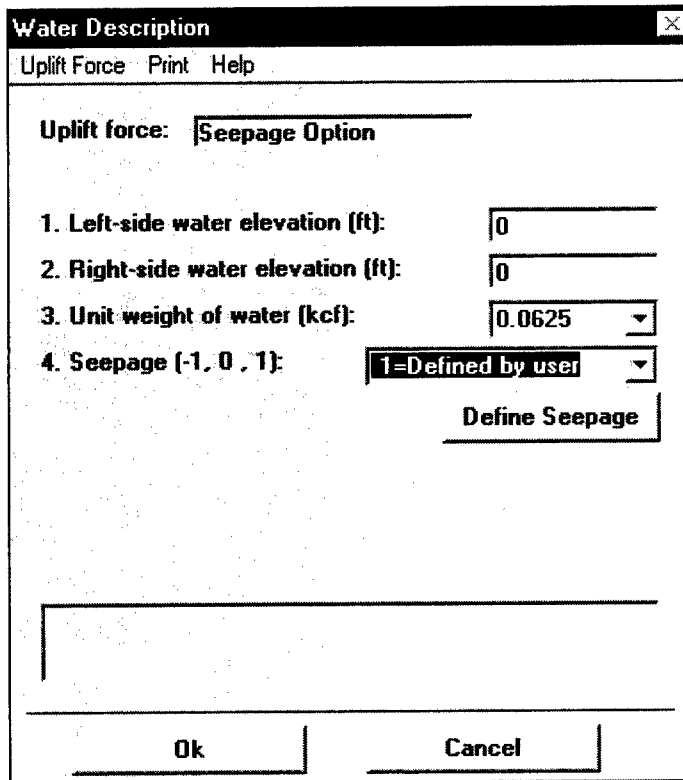 Water Description
Uplift Force Print Help
Uplift force: Seepage Option
1. Left-side water elevation (ft): 0
2. Right-side water elevation (ft): 0
3. Unit weight of water (kcf): 0.0625
4. Seepage (-1, 0 , 1): 1=Defined by user
Define Seepage
Ok Cancel